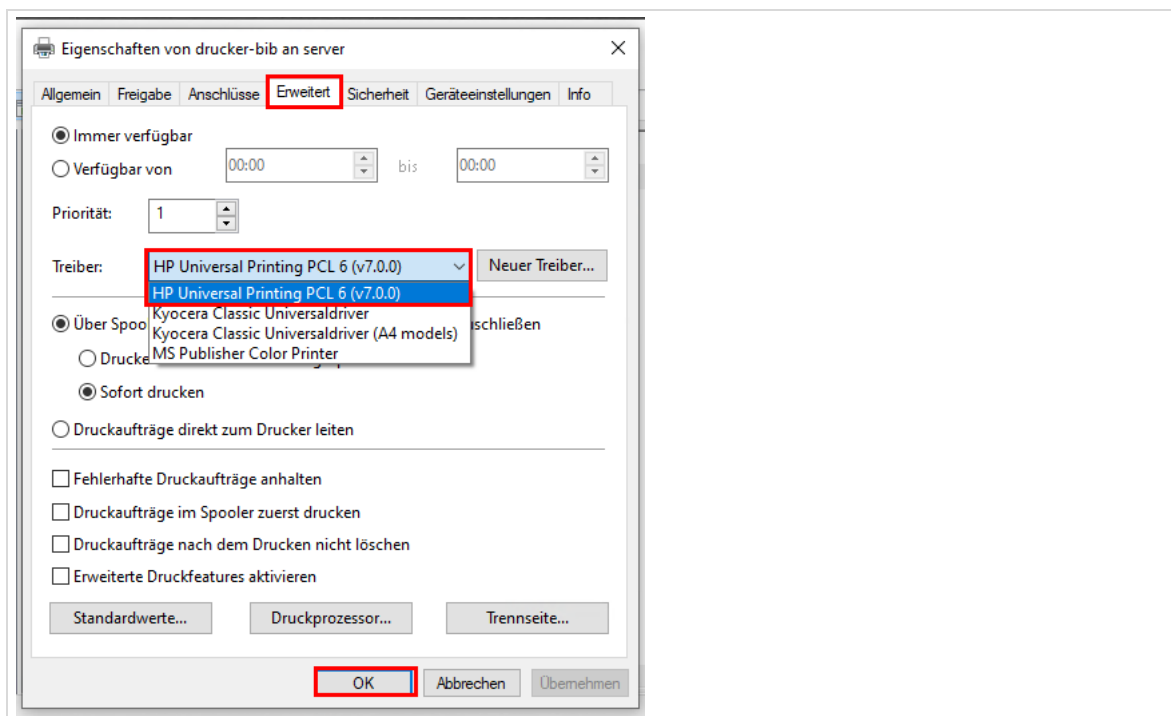 Eigenschaften von drucker-bib an server
Allgemein Freigabe Anschlüsse Erweitert Sicherheit Geräteeinstellungen Info
Immer verfügbar
Verfügbar von 00:00 bis 00:00
Priorität: 1
Treiber: HP Universal Printing PCL 6 (v7.0.0) Neuer Treiber...
HP Universal Printing PCL 6 (v7.0.0)
Kyocera Classic Universaldriver
Über Spoo
Kyocera Classic Universaldriver (A4 models)
MS Publisher Color Printer
Drucke
Sofort drucken
Druckaufträge direkt zum Drucker leiten
Fehlerhafte Druckaufträge anhalten
Druckaufträge im Spooler zuerst drucken
Druckaufträge nach dem Drucken nicht löschen
Erweiterte Druckfeatures aktivieren
Standardwerte... Druckprozessor... Trennseite...
OK Abbrechen Übernehmen